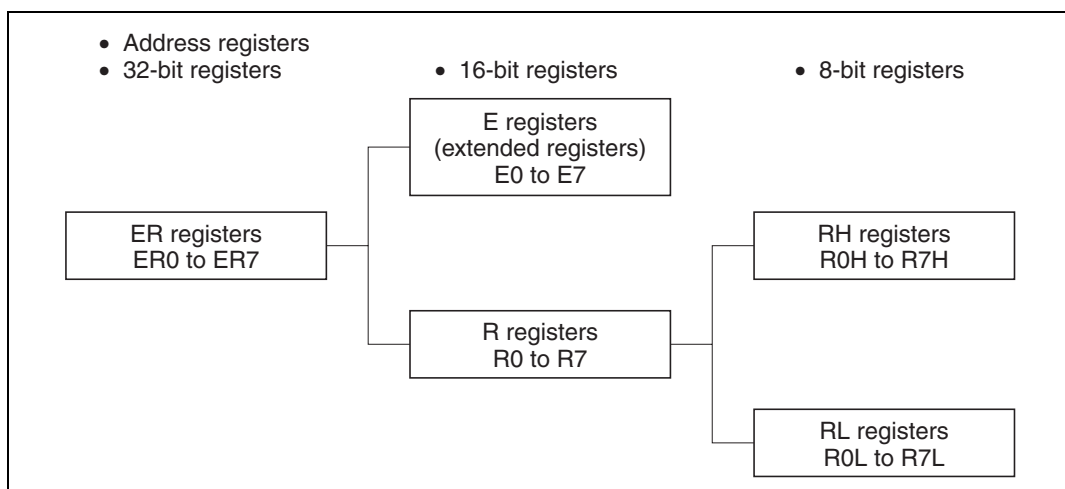 • Address registers
• 32-bit registers
• 16-bit registers
• 8-bit registers
E registers
(extended registers)
E0 to E7
ER registers
ER0 to ER7
RH registers
R0H to R7H
R registers
R0 to R7
RL registers
R0L to R7L